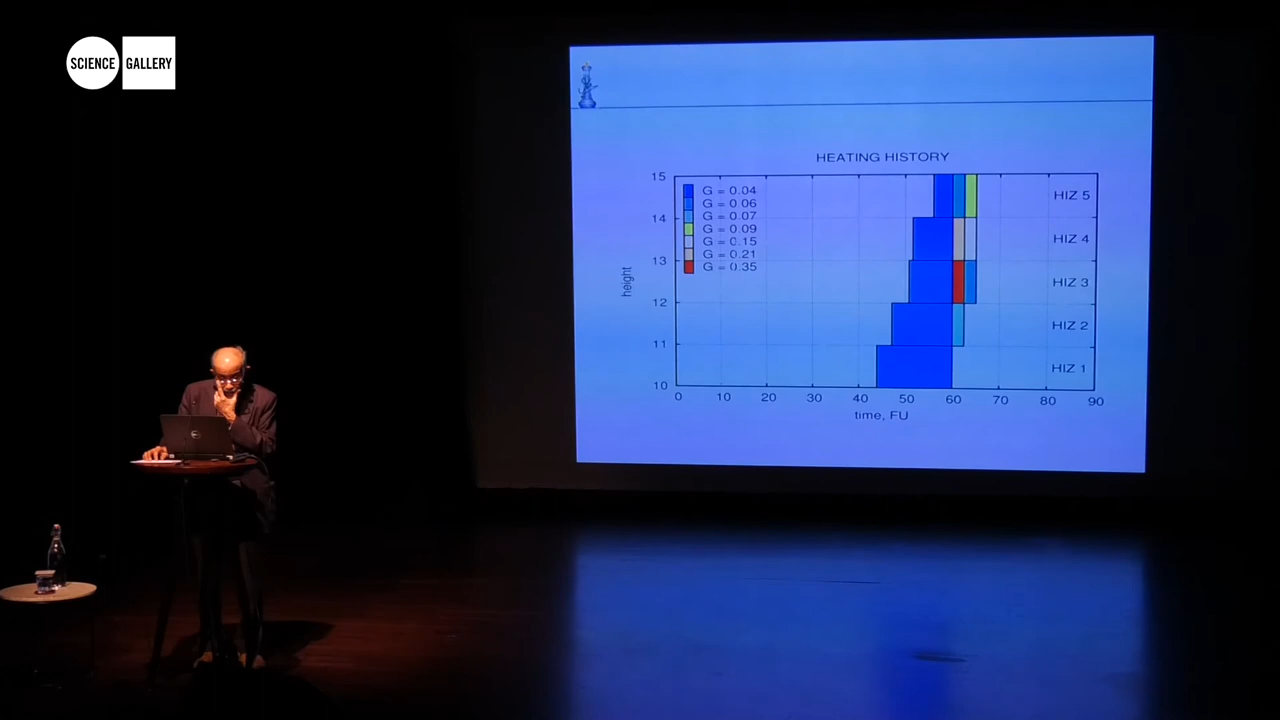 SCIENCE GALLERY
HEATING HISTORY
15
14
13
12
11
10
height
G = 0.04
G = 0.06
G = 0.07
G = 0.09
G = 0.15
G = 0.21
G = 0.35
HIZ 5
HIZ 4
HIZ 3
HIZ 2
HIZ 1
0 10 20 30 40 50 60 70 80 90
time, FU